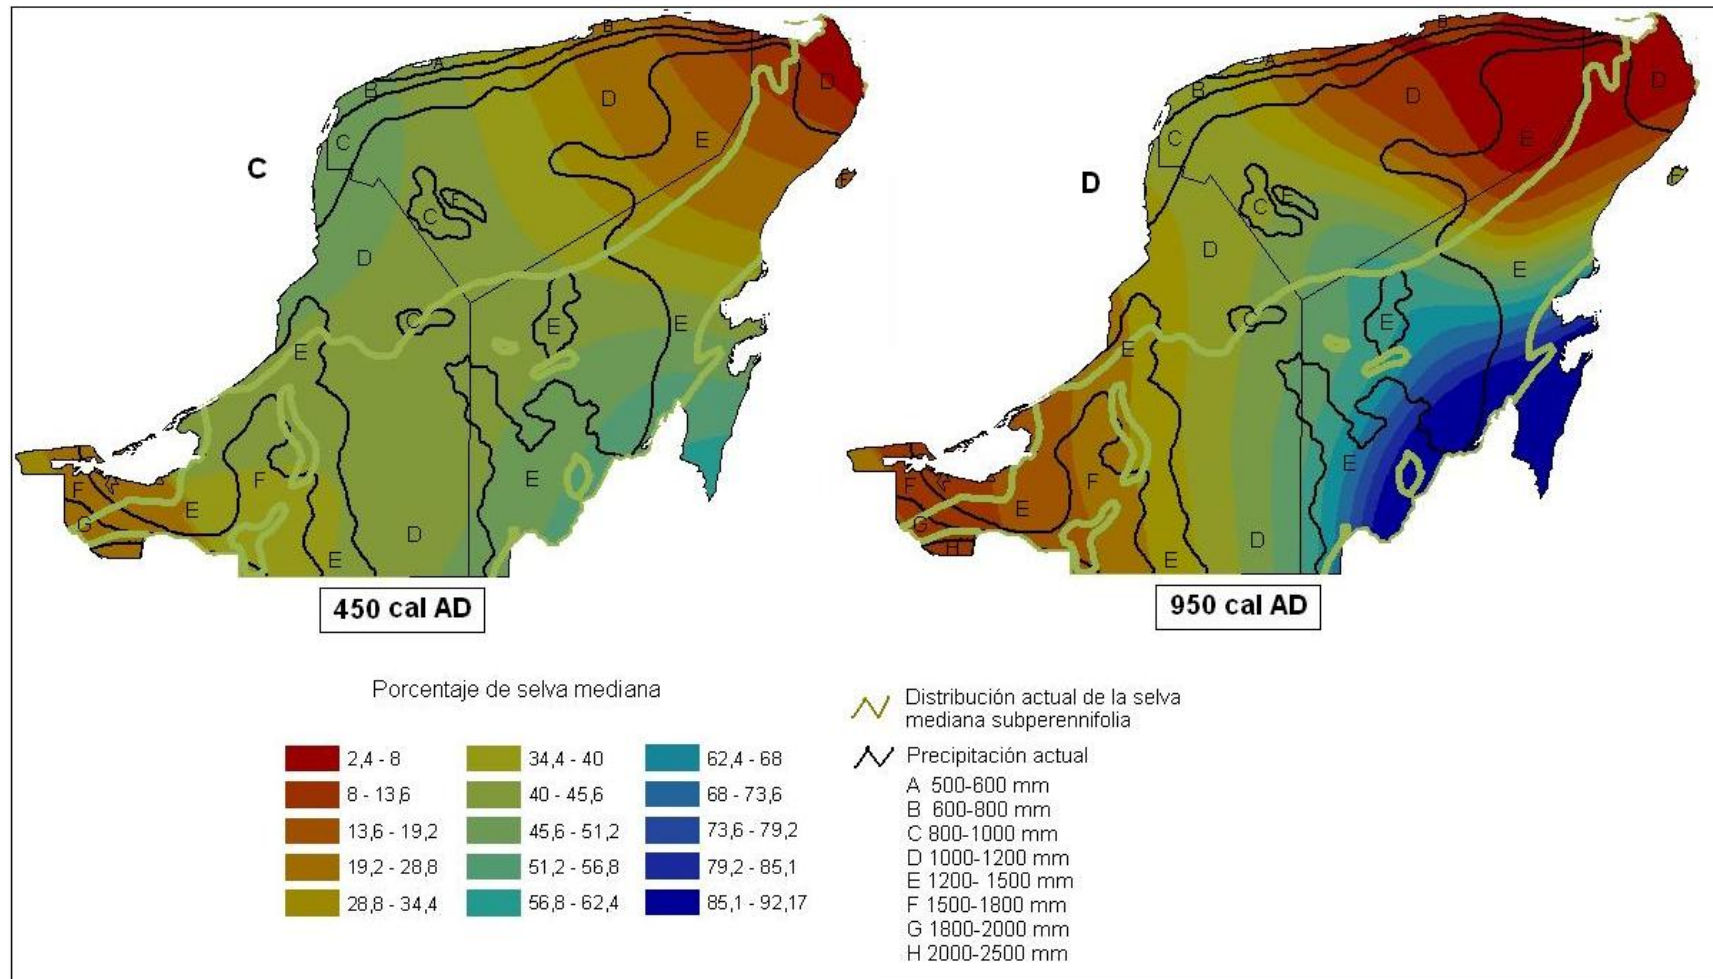 C
D
A
B
B
C
D
D
E
C
F
D
E
E
C
E
E
F
F
E
G
D
E
A
B
B
C
D
D
E
C
E
D
E
E
C
E
E
F
F
E
G
H
D
E
450 cal AD
950 cal AD
Porcentaje de selva mediana
2,4 - 8
8 - 13,6
13,6 - 19,2
19,2 - 28,8
28,8 - 34,4
34,4 - 40
40 - 45,6
45,6 - 51,2
51,2 - 56,8
56,8 - 62,4
62,4 - 68
68 - 73,6
73,6 - 79,2
79,2 - 85,1
85,1 - 92,17
Distribución actual de la selva
mediana subperennifolia
Precipitación actual
A 500-600 mm
B 600-800 mm
C 800-1000 mm
D 1000-1200 mm
E 1200- 1500 mm
F 1500-1800 mm
G 1800-2000 mm
H 2000-2500 mm